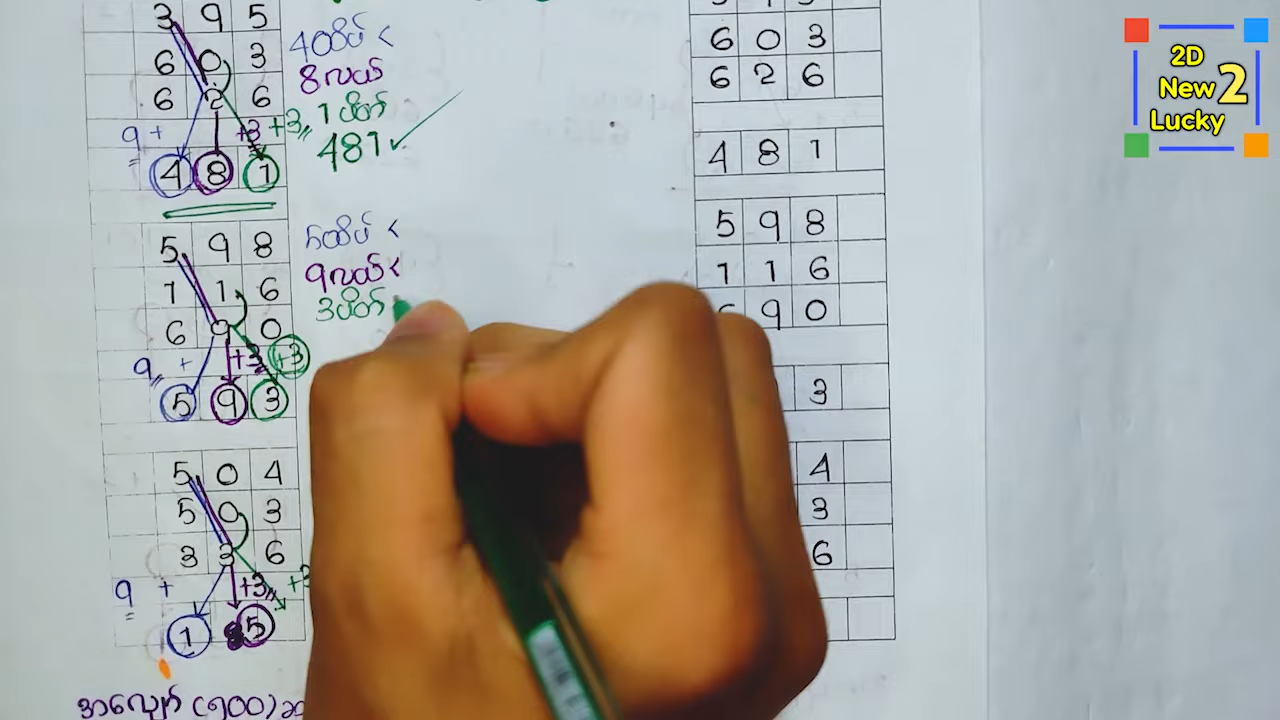 3 9 5
6 0 3
6 2 6
9 + +3 +3
4 8 1
40ထိပ် <
8လယ်
1ပိတ်
481 ✓
5 9 8
1 1 6
6 9 0
9 + +3 +3
5 9 3
50ထိပ် <
9လယ် <
3ပိတ်
5 0 4
5 0 3
3 3 6
9 + +3
1 5
6 0 3
6 2 6
4 8 1
5 9 8
1 1 6
9 0
3
4
3
6
2D
New 2
Lucky